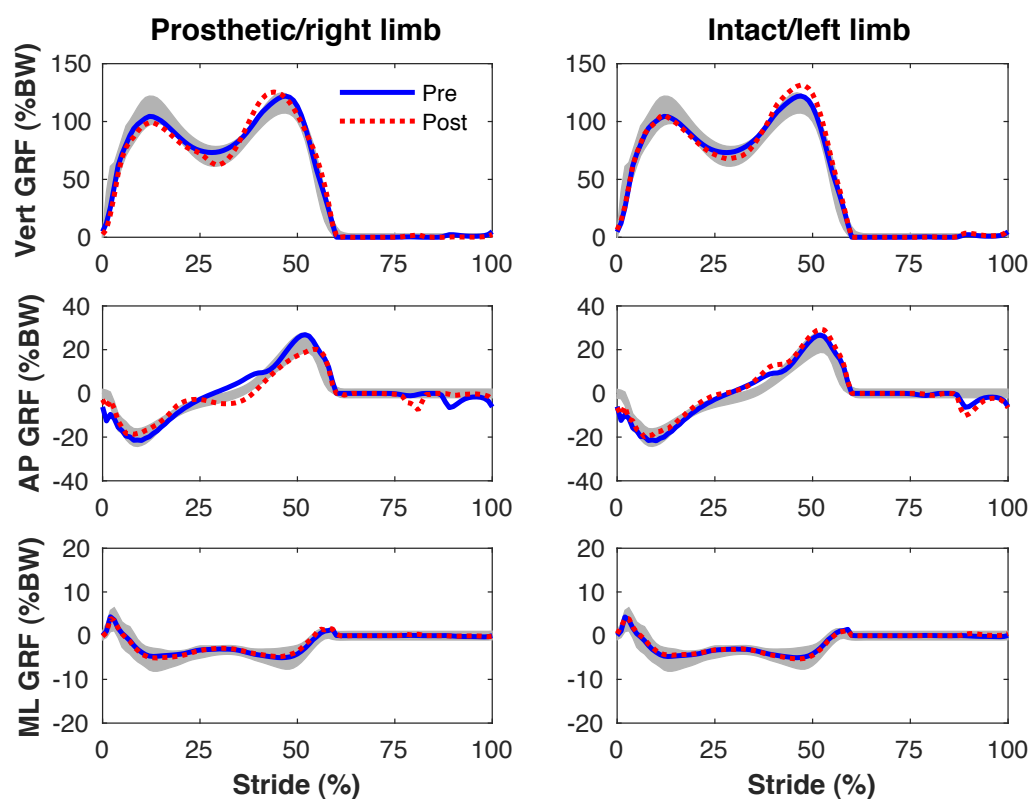 Prosthetic/right limb
Intact/left limb
Vert GRF (%BW)
150
100
50
0
Pre
Post
0 25 50 75 100
150
100
50
0
0 25 50 75 100
AP GRF (%BW)
40
20
0
-20
-40
0 25 50 75 100
40
20
0
-20
-40
0 25 50 75 100
ML GRF (%BW)
20
10
0
-10
-20
0 25 50 75 100
Stride (%)
20
10
0
-10
-20
0 25 50 75 100
Stride (%)